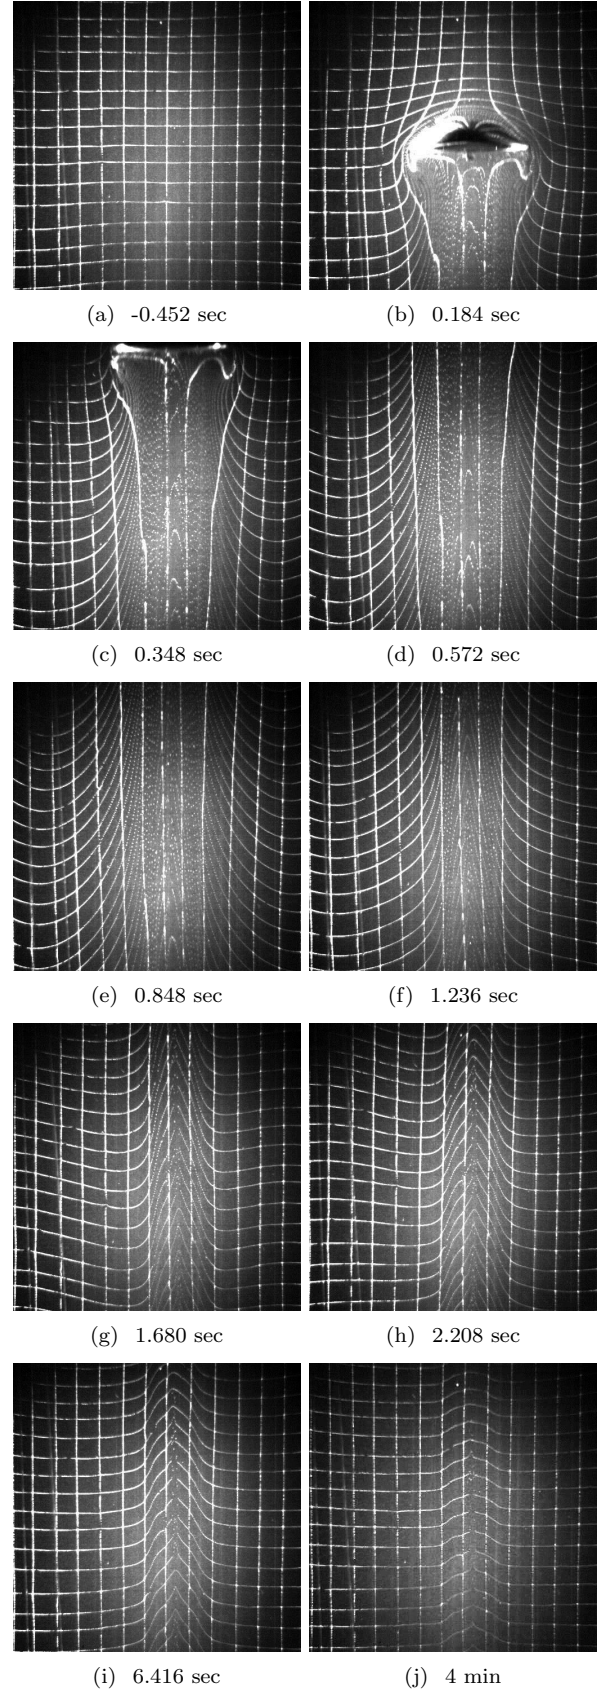 (a) -0.452 sec
(b) 0.184 sec
(c) 0.348 sec
(d) 0.572 sec
(e) 0.848 sec
(f) 1.236 sec
(g) 1.680 sec
(h) 2.208 sec
(i) 6.416 sec
(j) 4 min